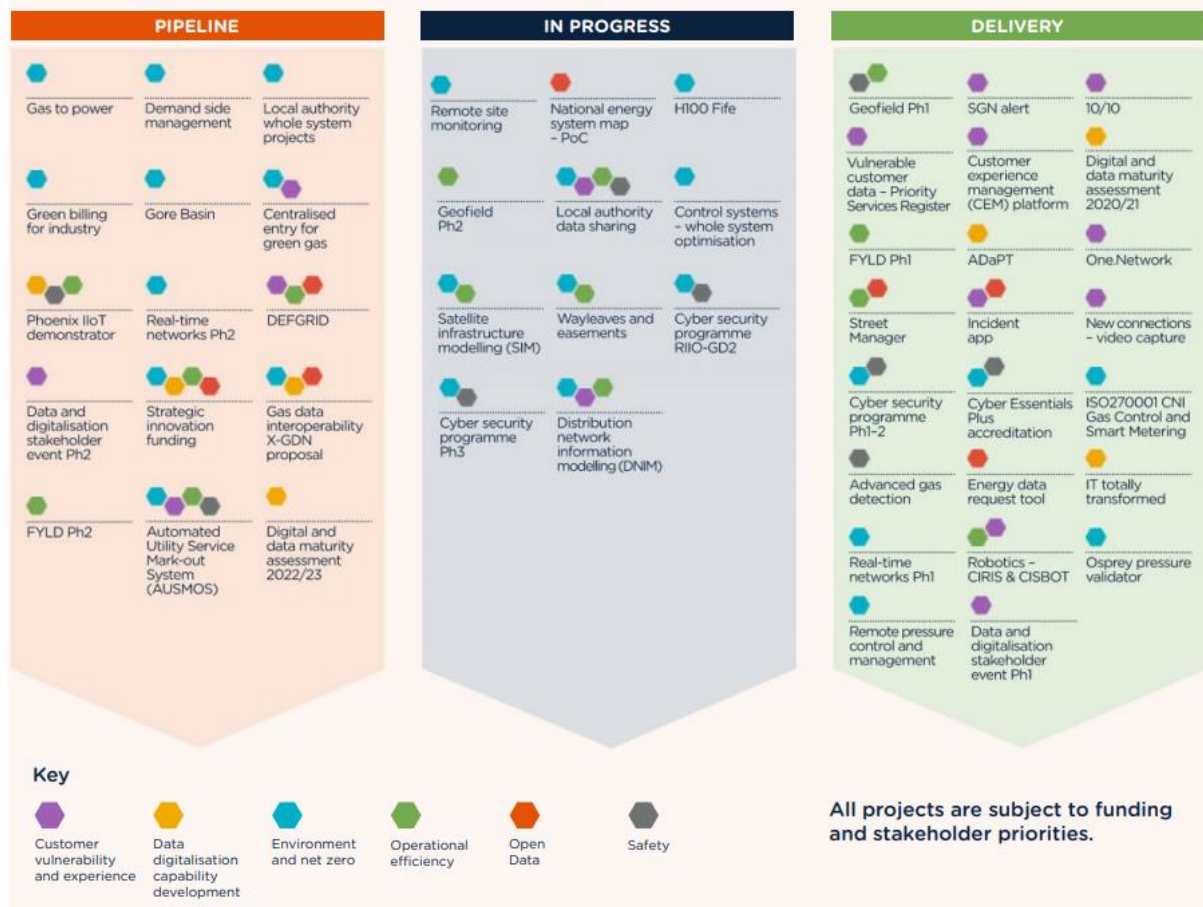 PIPELINE
Gas to power
Demand side
management
Local authority
whole system
projects
Green billing
for industry
Gore Basin
Centralised
entry for
green gas
Phoenix IIoT
demonstrator
Real-time
networks Ph2
DEFGRID
Data and
digitalisation
stakeholder
event Ph2
Strategic
innovation
funding
Gas data
interoperability
X-GDN
proposal
FYLD Ph2
Automated
Utility Service
Mark-out
System
(AUSMOS)
Digital and
data maturity
assessment
2022/23
IN PROGRESS
Remote site
monitoring
National energy
system map
– PoC
H100 Fife
Geofield
Ph2
Local authority
data sharing
Control systems
– whole system
optimisation
Satellite
infrastructure
modelling (SIM)
Wayleaves and
easements
Cyber security
programme
RIIO-GD2
Cyber security
programme
Ph3
Distribution
network
information
modelling (DNIM)
DELIVERY
Geofield Ph1
SGN alert
10/10
Vulnerable
customer
data – Priority
Services Register
Customer
experience
management
(CEM) platform
Digital and
data maturity
assessment
2020/21
FYLD Ph1
ADaPT
One.Network
Street
Manager
Incident
app
New connections
– video capture
Cyber security
programme
Ph1–2
Cyber Essentials
Plus
accreditation
ISO270001 CNI
Gas Control and
Smart Metering
Advanced gas
detection
Energy data
request tool
IT totally
transformed
Real-time
networks Ph1
Robotics –
CIRIS & CISBOT
Osprey pressure
validator
Remote pressure
control and
management
Data and
digitalisation
stakeholder
event Ph1
Key
Customer
vulnerability
and experience
Data
digitalisation
capability
development
Environment
and net zero
Operational
efficiency
Open
Data
Safety
All projects are subject to funding
and stakeholder priorities.